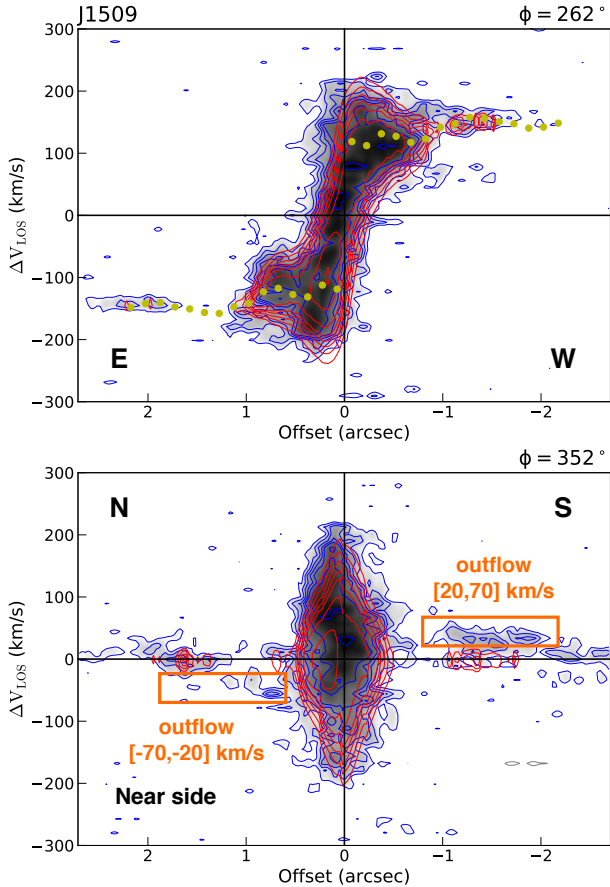 J1509 ϕ = 262°
300
200
100
0
−100
−200
−300
ΔV_LOS (km/s)
E W
2 1 0 −1 −2
Offset (arcsec)
ϕ = 352°
300
200
100
0
−100
−200
−300
ΔV_LOS (km/s)
N S
outflow
[20,70] km/s
outflow
[-70,-20] km/s
Near side
2 1 0 −1 −2
Offset (arcsec)